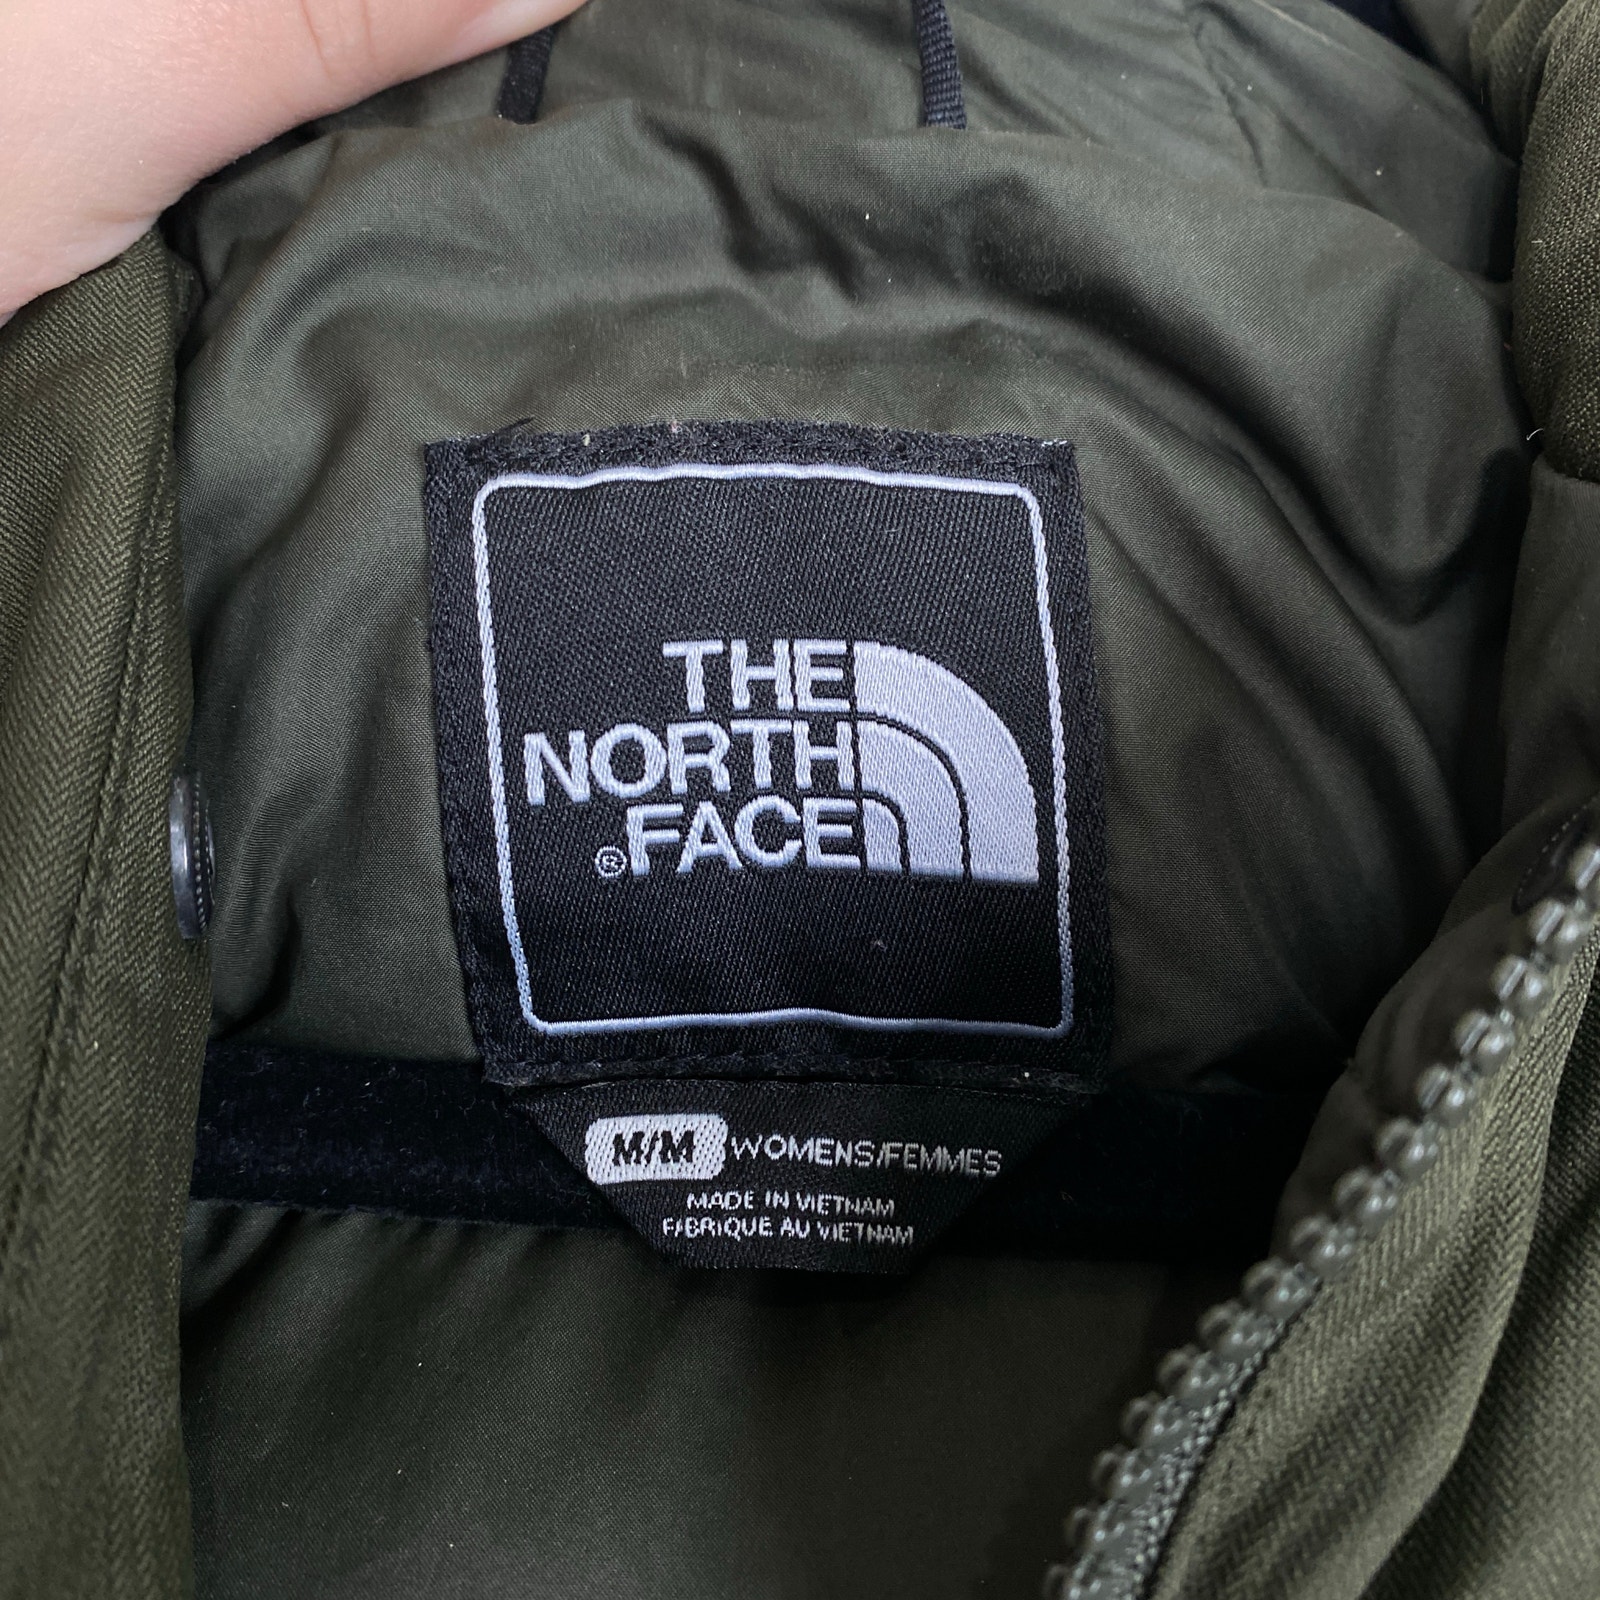 THE
NORTH
®FACE
M/M WOMENS/FEMMES
MADE IN VIETNAM
FABRIQUE AU VIETNAM